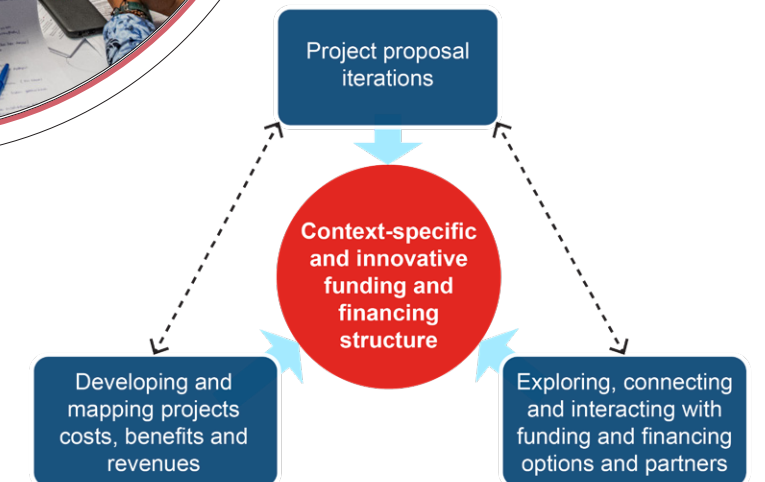 Project proposal
iterations
Context-specific
and innovative
funding and
financing
structure
Developing and
mapping projects
costs, benefits and
revenues
Exploring, connecting
and interacting with
funding and financing
options and partners